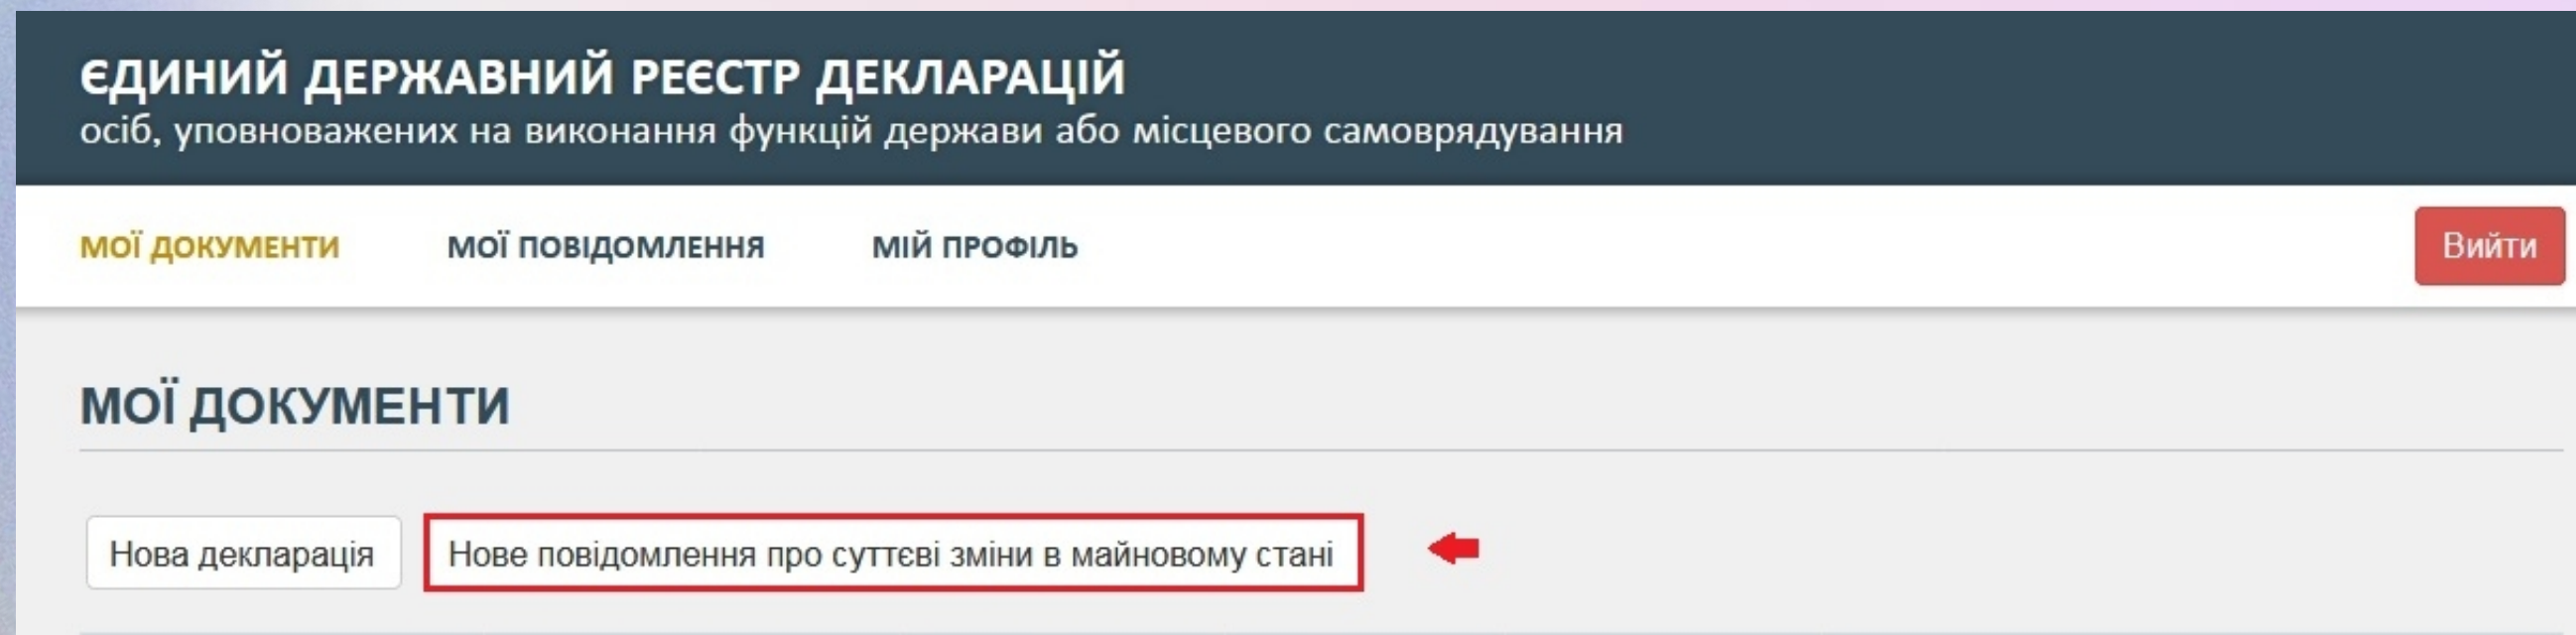 ЄДИНИЙ ДЕРЖАВНИЙ РЕЄСТР ДЕКЛАРАЦІЙ
осіб, уповноважених на виконання функцій держави або місцевого самоврядування
МОЇ ДОКУМЕНТИ МОЇ ПОВІДОМЛЕННЯ МІЙ ПРОФІЛЬ Вийти
МОЇ ДОКУМЕНТИ
Нова декларація Нове повідомлення про суттєві зміни в майновому стані